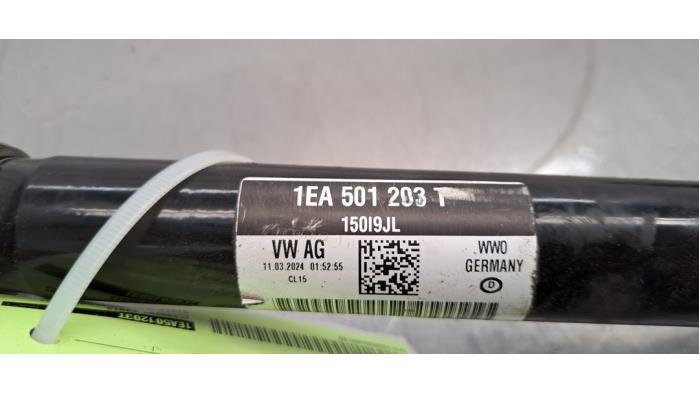 1EA 501 203 T
150I9JL
VW AG
WWO
11.03.2024 01:52:55
GERMANY
CL15
D
1EA501203T